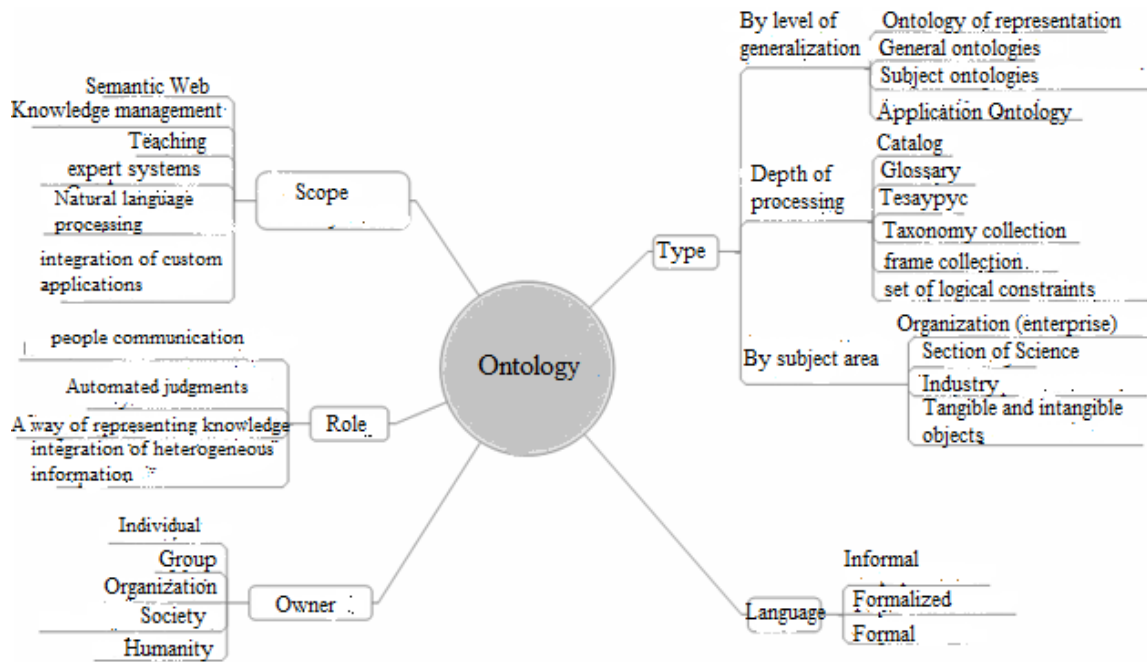 Semantic Web
Knowledge management
Teaching
expert systems
Natural language
processing
integration of custom
applications
Scope
people communication
Automated judgments
A way of representing knowledge
integration of heterogeneous
information
Role
Individual
Group
Organization
Society
Humanity
Owner
Ontology
Type
By level of
generalization
Ontology of representation
General ontologies
Subject ontologies
Application Ontology
Depth of
processing
Catalog
Glossary
Tesaypyc
Taxonomy collection
frame collection
set of logical constraints
By subject area
Organization (enterprise)
Section of Science
Industry
Tangible and intangible
objects
Language
Informal
Formalized
Formal